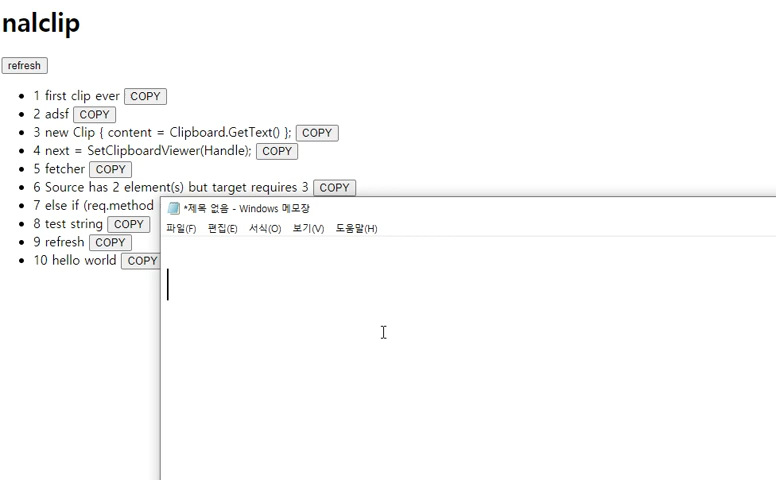 nalclip
refresh
1 first clip ever COPY
2 adsf COPY
3 new Clip { content = Clipboard.GetText() }; COPY
4 next = SetClipboardViewer(Handle); COPY
5 fetcher COPY
6 Source has 2 element(s) but target requires 3 COPY
7 else if (req.method
8 test string COPY
9 refresh COPY
10 hello world COPY
*제목 없음 - Windows 메모장
파일(F) 편집(E) 서식(O) 보기(V) 도움말(H)